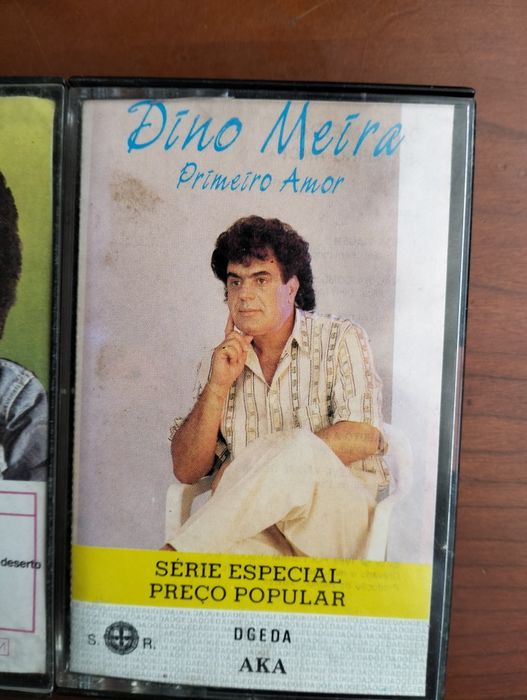 Dino Meira
Primeiro Amor
SÉRIE ESPECIAL
PREÇO POPULAR
DGEDA
S. R.
AKA
deserto